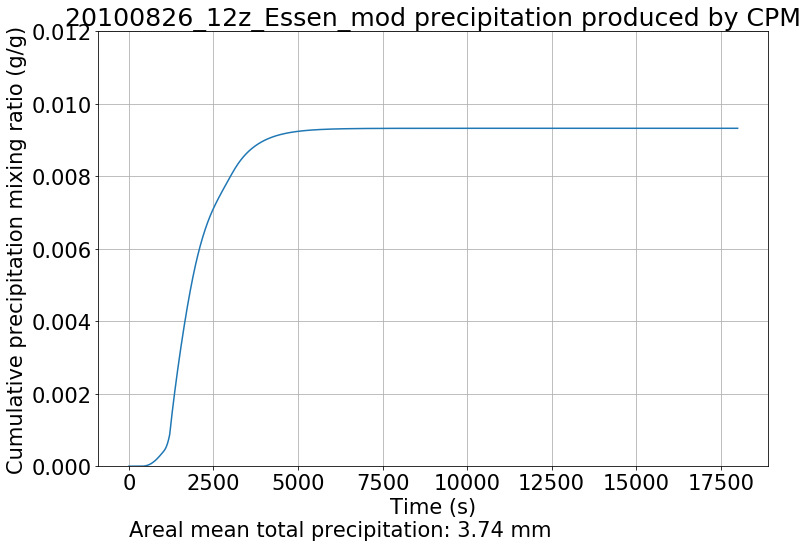 20100826_12z_Essen_mod precipitation produced by CPM
Cumulative precipitation mixing ratio (g/g)
0.012
0.010
0.008
0.006
0.004
0.002
0.000
0 2500 5000 7500 10000 12500 15000 17500
Time (s)
Areal mean total precipitation: 3.74 mm